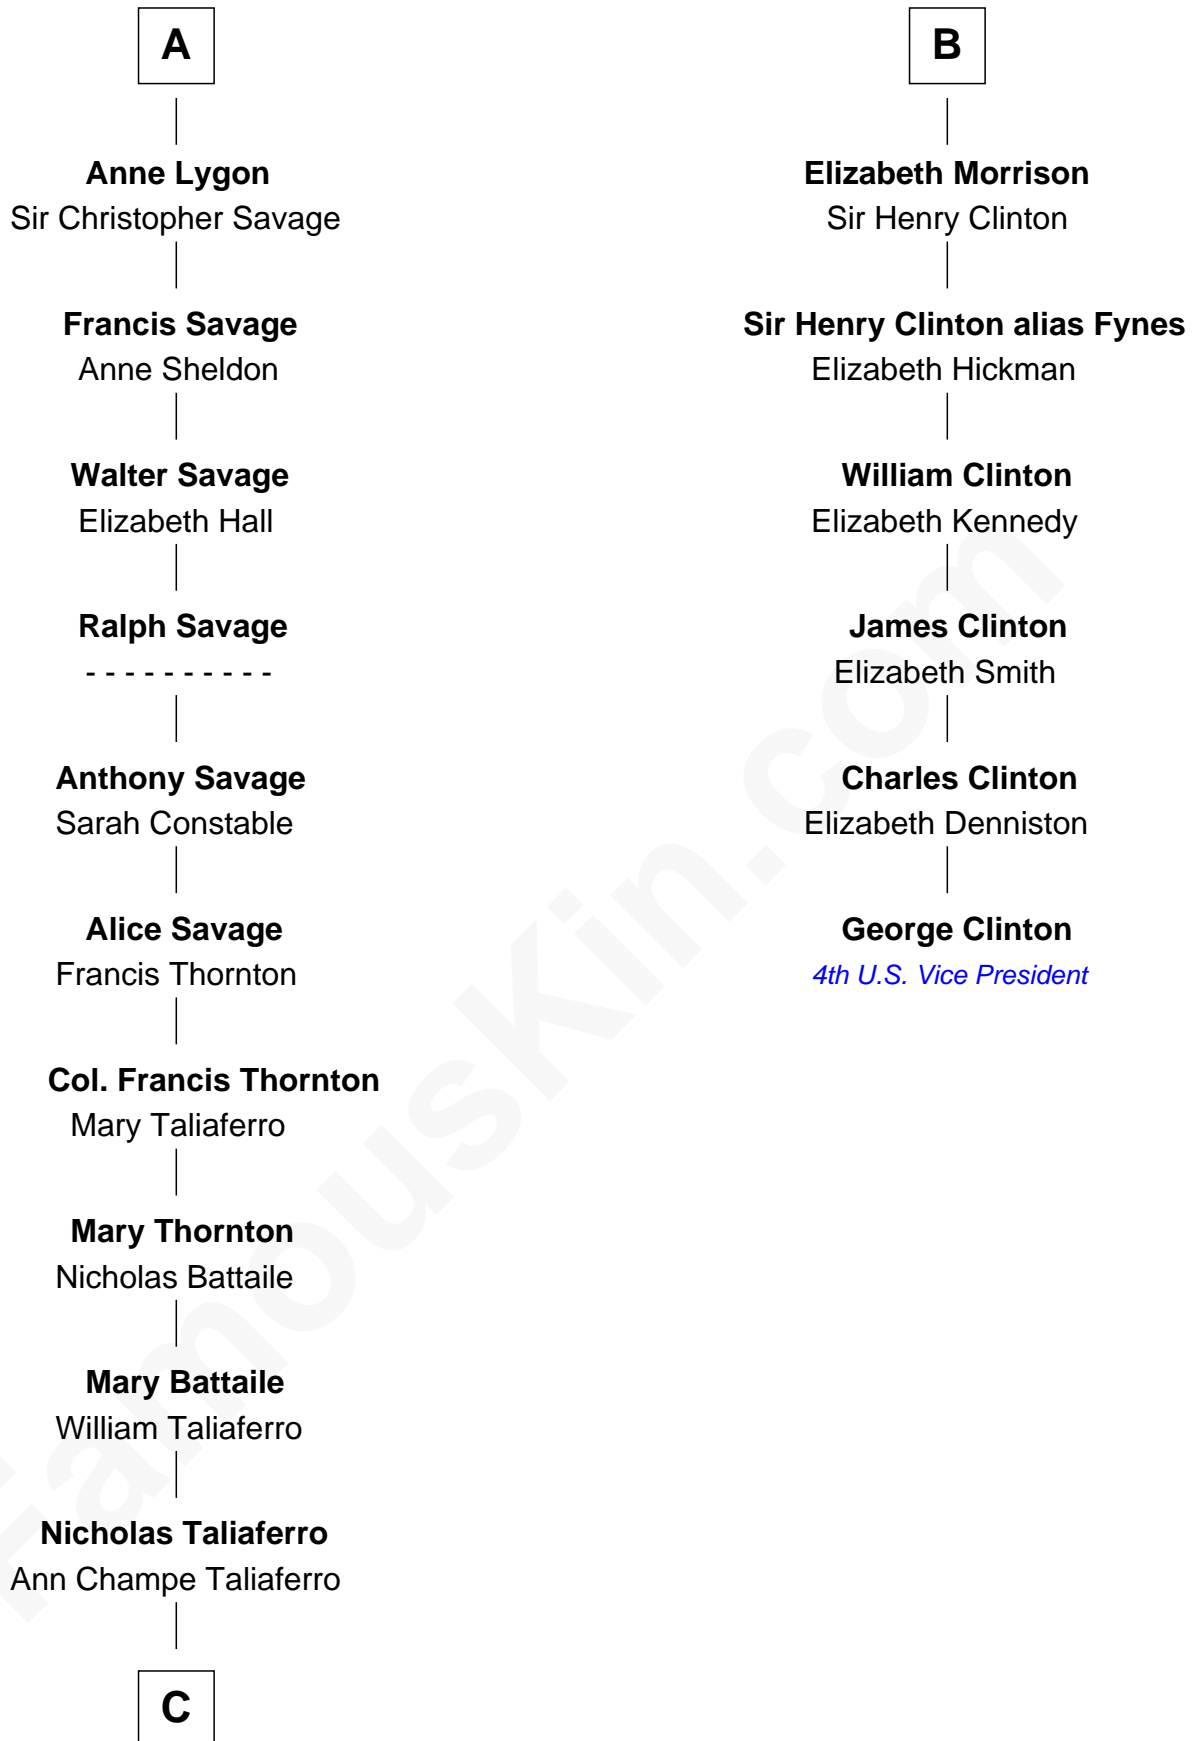 A
Anne Lygon
Sir Christopher Savage
Francis Savage
Anne Sheldon
Walter Savage
Elizabeth Hall
Ralph Savage
- - - - - - - - - -
Anthony Savage
Sarah Constable
Alice Savage
Francis Thornton
Col. Francis Thornton
Mary Taliaferro
Mary Thornton
Nicholas Battaile
Mary Battaile
William Taliaferro
Nicholas Taliaferro
Ann Champe Taliaferro
C
B
Elizabeth Morrison
Sir Henry Clinton
Sir Henry Clinton alias Fynes
Elizabeth Hickman
William Clinton
Elizabeth Kennedy
James Clinton
Elizabeth Smith
Charles Clinton
Elizabeth Denniston
George Clinton
4th U.S. Vice President
FamousKin.com